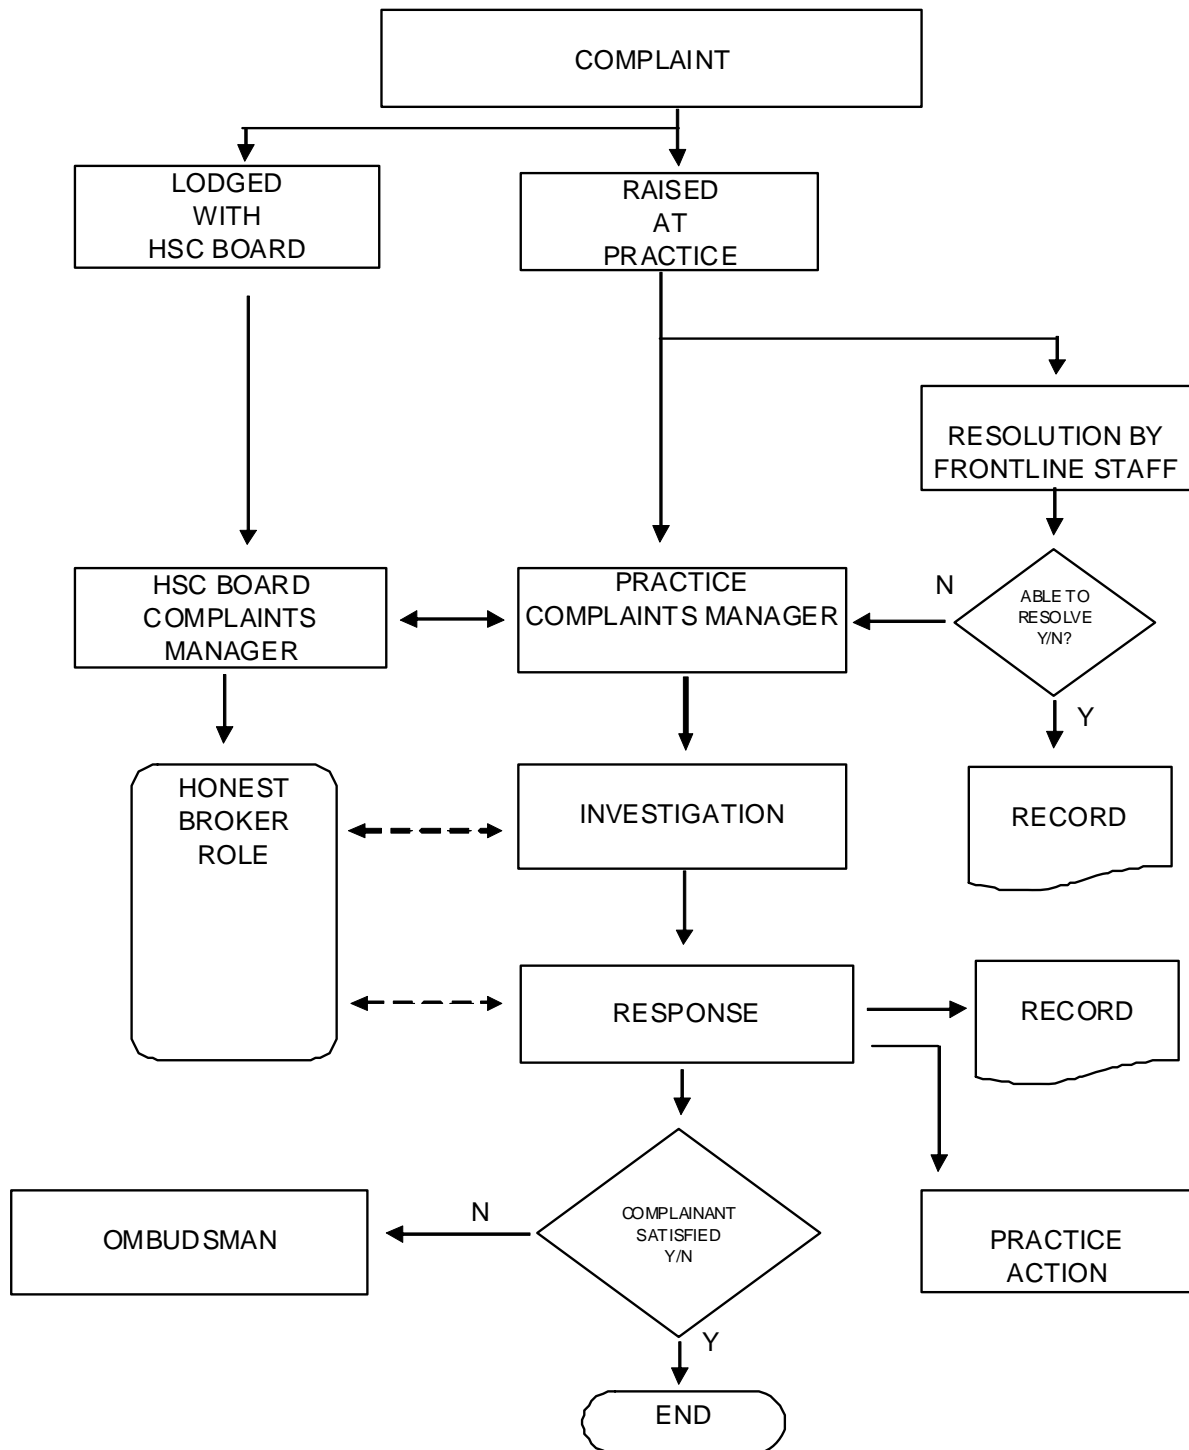 COMPLAINT
LODGED
WITH
HSC BOARD
RAISED
AT
PRACTICE
RESOLUTION BY
FRONTLINE STAFF
HSC BOARD
COMPLAINTS
MANAGER
PRACTICE
COMPLAINTS MANAGER
N
ABLE TO
RESOLVE
Y/N?
Y
HONEST
BROKER
ROLE
INVESTIGATION
RECORD
RESPONSE
RECORD
OMBUDSMAN
N
COMPLAINANT
SATISFIED
Y/N
PRACTICE
ACTION
Y
END